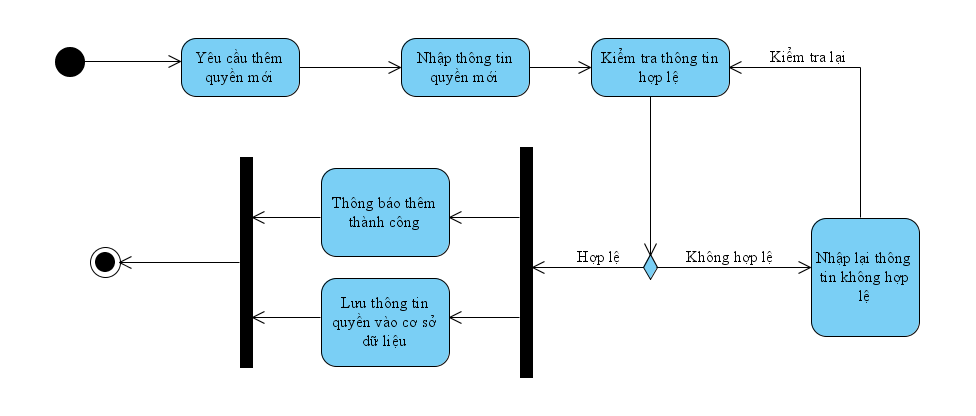 Yêu cầu thêm
quyền mới
Nhập thông tin
quyền mới
Kiểm tra thông tin
hợp lệ
Kiểm tra lại
Thông báo thêm
thành công
Hợp lệ
Không hợp lệ
Nhập lại thông
tin không hợp
lệ
Lưu thông tin
quyền vào cơ sở
dữ liệu